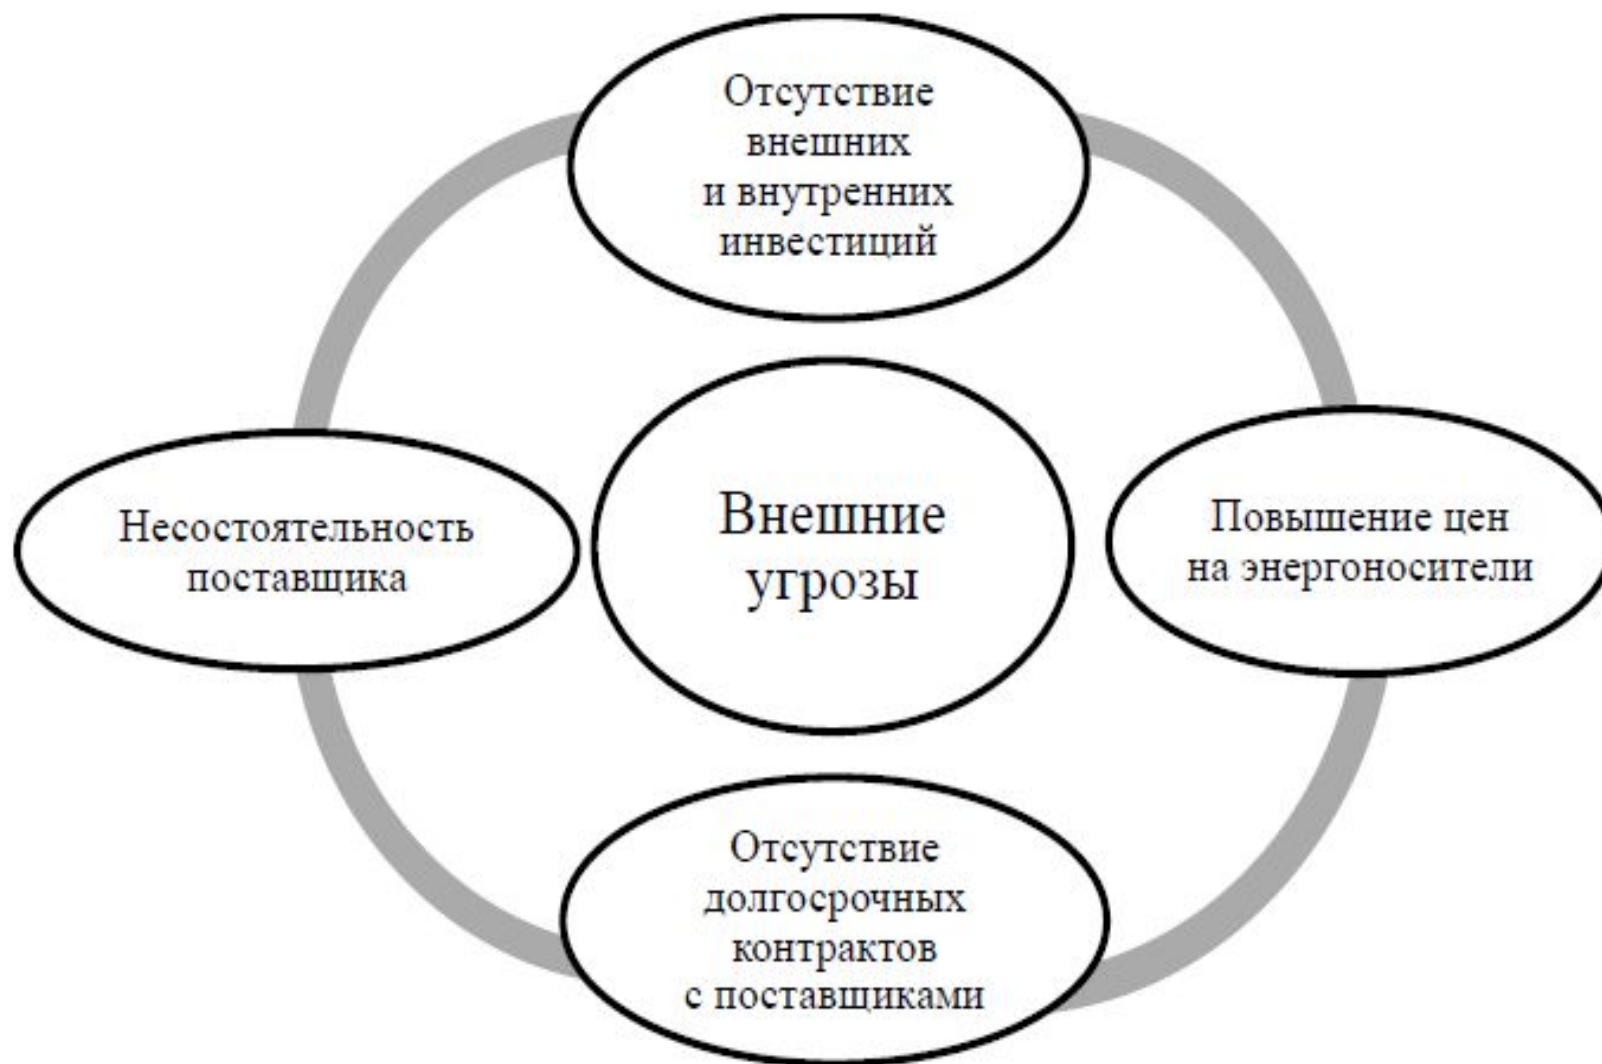 Отсутствие
внешних
и внутренних
инвестиций
Несостоятельность
поставщика
Внешние
угрозы
Повышение цен
на энергоносители
Отсутствие
долгосрочных
контрактов
с поставщиками